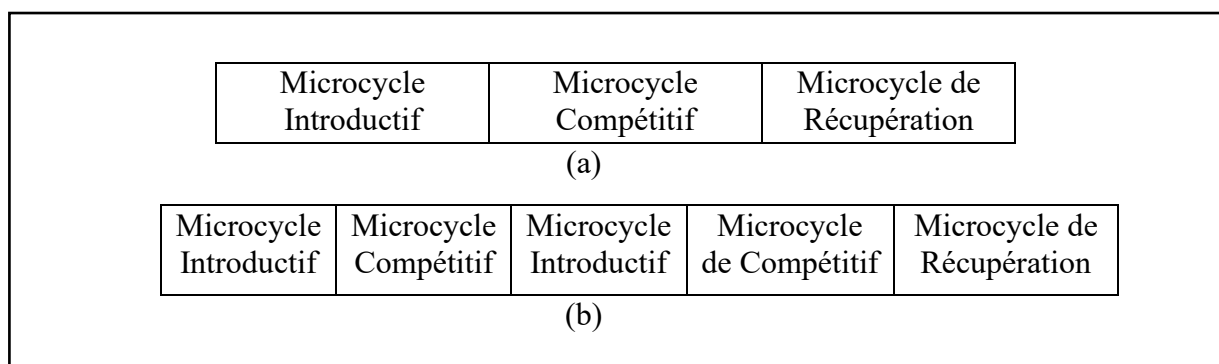 Microcycle Microcycle Microcycle de
Introductif Compétitif Récupération
(a)
Microcycle Microcycle Microcycle Microcycle Microcycle de
Introductif Compétitif Introductif de Compétitif Récupération
(b)